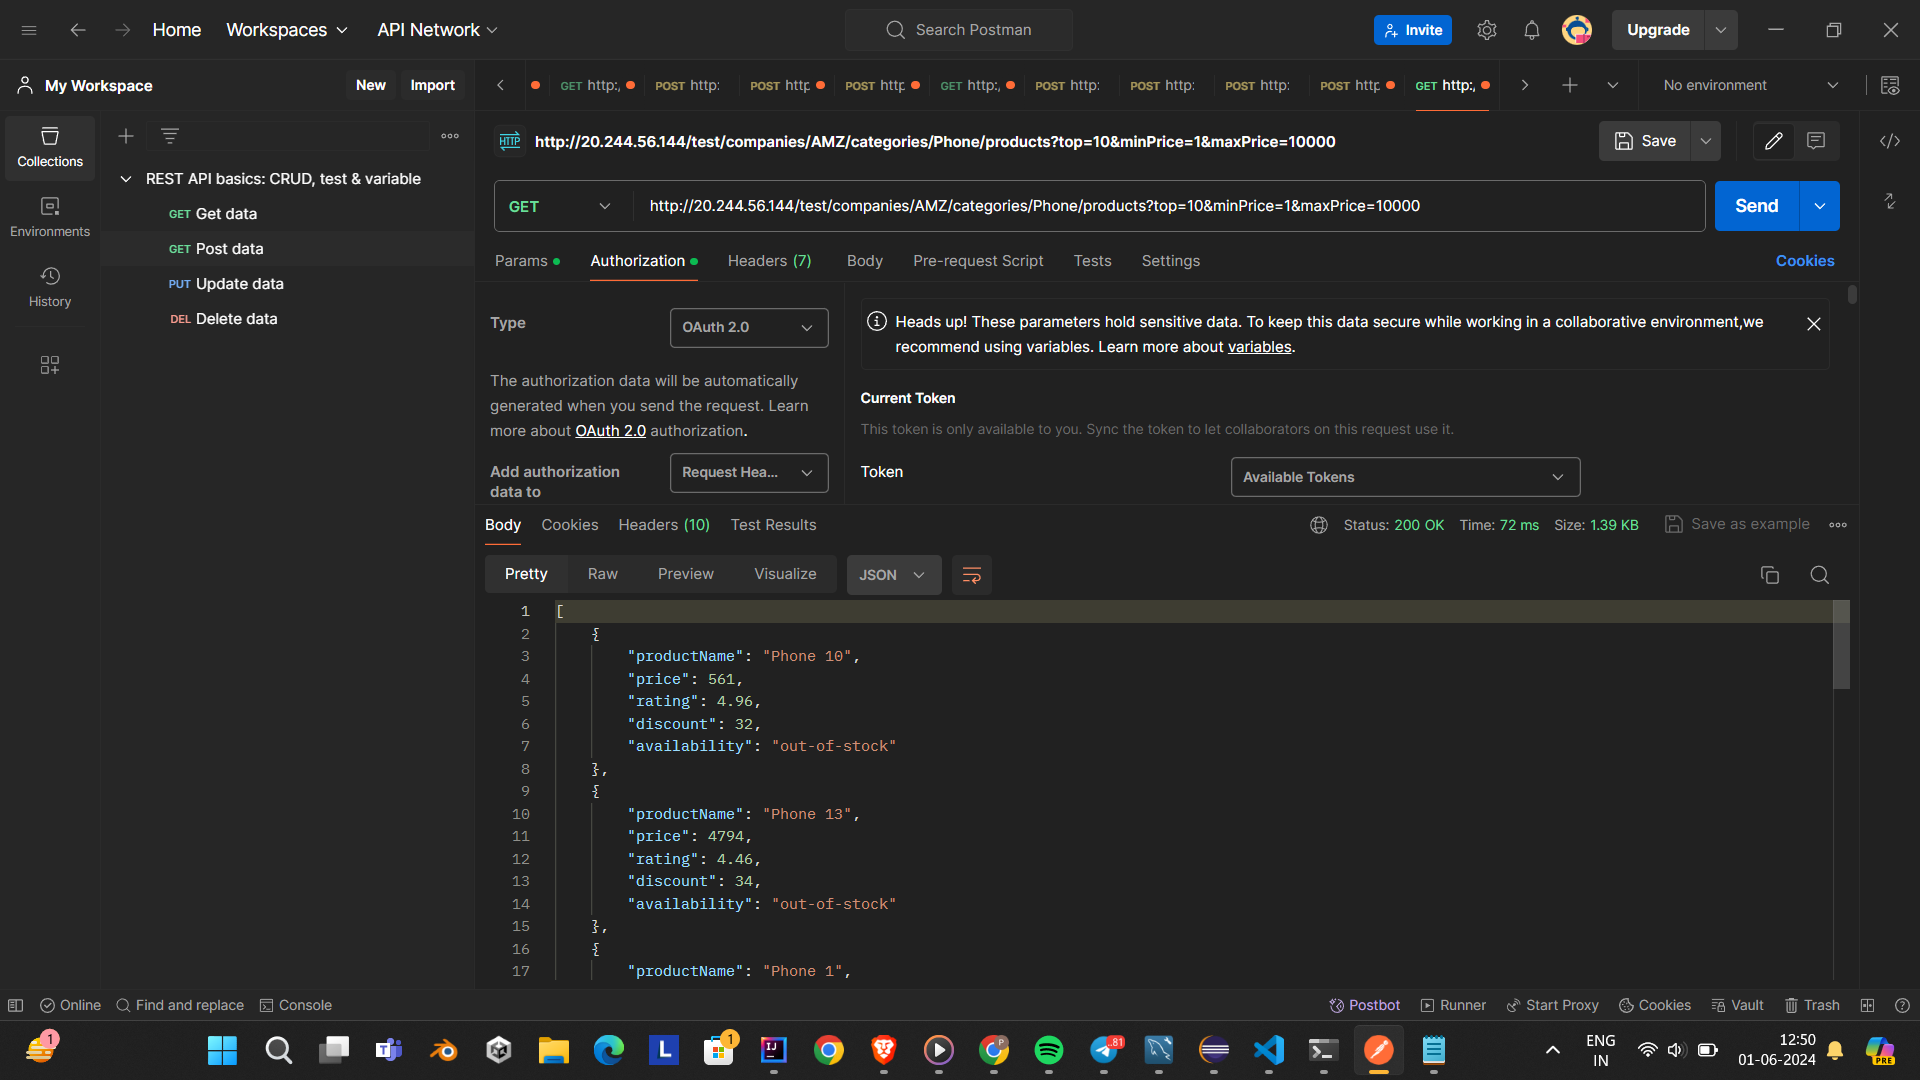 Home Workspaces API Network Search Postman Invite Upgrade
My Workspace New Import GET http:, POST http: POST http POST http GET http:, POST http: POST http: POST http: POST http GET http:, No environment
Collections
Environments
History
REST API basics: CRUD, test & variable
GET Get data
GET Post data
PUT Update data
DEL Delete data
HTTP http://20.244.56.144/test/companies/AMZ/categories/Phone/products?top=10&minPrice=1&maxPrice=10000 Save
GET http://20.244.56.144/test/companies/AMZ/categories/Phone/products?top=10&minPrice=1&maxPrice=10000 Send
Params Authorization Headers (7) Body Pre-request Script Tests Settings Cookies
Type OAuth 2.0
The authorization data will be automatically
generated when you send the request. Learn
more about OAuth 2.0 authorization.
Add authorization
data to
Request Hea...
Heads up! These parameters hold sensitive data. To keep this data secure while working in a collaborative environment,we
recommend using variables. Learn more about variables.
Current Token
This token is only available to you. Sync the token to let collaborators on this request use it.
Token Available Tokens
Body Cookies Headers (10) Test Results Status: 200 OK Time: 72 ms Size: 1.39 KB Save as example
Pretty Raw Preview Visualize JSON
1 [
2 {
3 "productName": "Phone 10",
4 "price": 561,
5 "rating": 4.96,
6 "discount": 32,
7 "availability": "out-of-stock"
8 },
9 {
10 "productName": "Phone 13",
11 "price": 4794,
12 "rating": 4.46,
13 "discount": 34,
14 "availability": "out-of-stock"
15 },
16 {
17 "productName": "Phone 1",
Online Find and replace Console Postbot Runner Start Proxy Cookies Vault Trash
1 L 1 IJ P 81 PRE
ENG
IN
12:50
01-06-2024